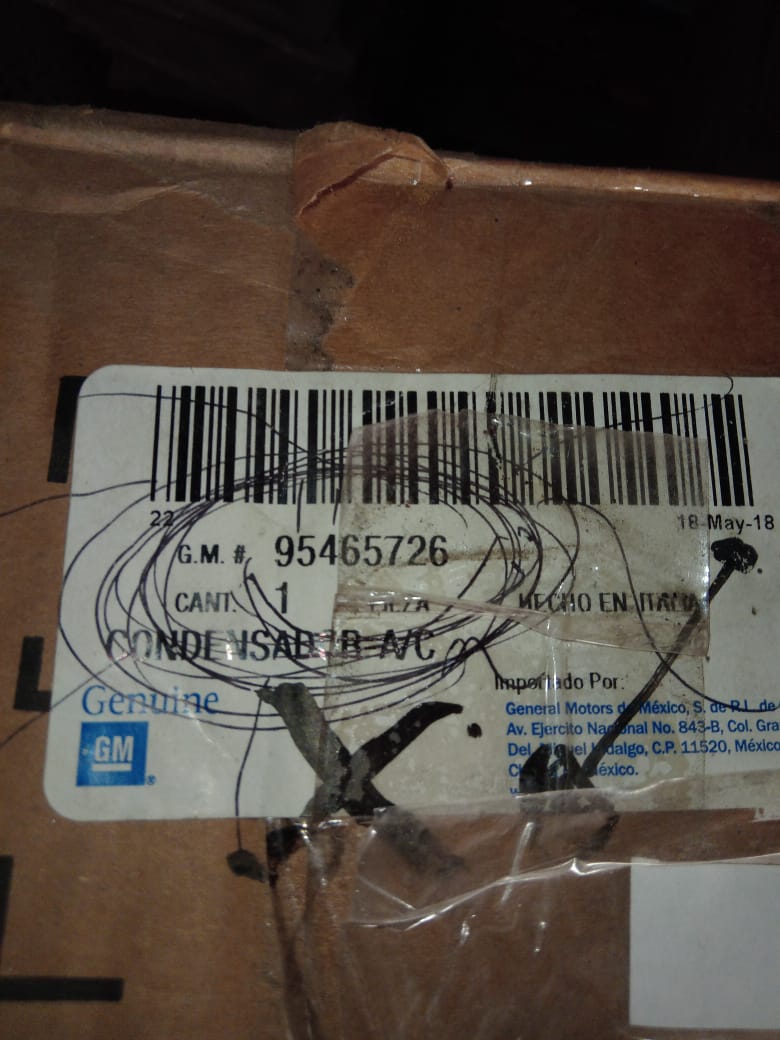 22
18-May-18
G.M. # 95465726
CANT. 1 PIEZA HECHO EN ITALIA
CONDENSADOR A/C
Importado Por:
Genuine
GM ®
General Motors de México, S. de R.L. de
Av. Ejercito Nacional No. 843-B, Col. Gra
Del. Miguel Hidalgo, C.P. 11520, México
México.